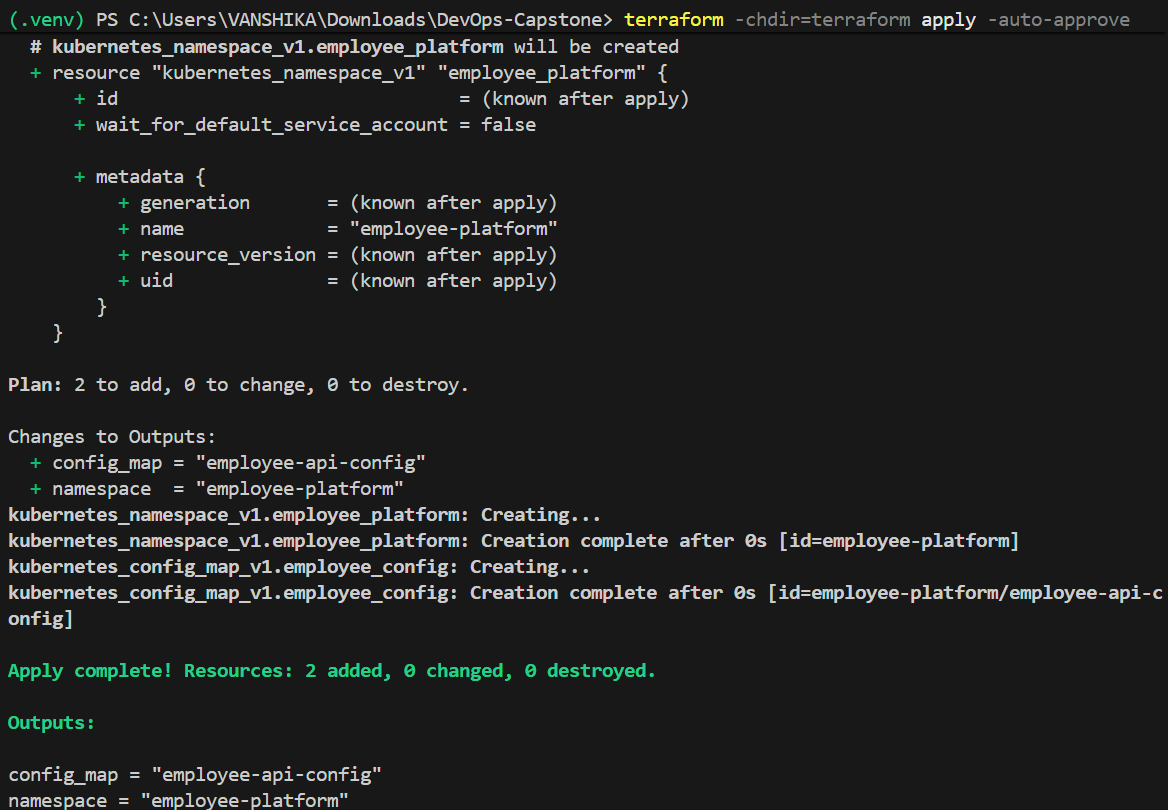 (.venv) PS C:\Users\VANSHIKA\Downloads\DevOps-Capstone> terraform -chdir=terraform apply -auto-approve
  # kubernetes_namespace_v1.employee_platform will be created
  + resource "kubernetes_namespace_v1" "employee_platform" {
      + id                               = (known after apply)
      + wait_for_default_service_account = false

      + metadata {
          + generation       = (known after apply)
          + name             = "employee-platform"
          + resource_version = (known after apply)
          + uid              = (known after apply)
        }
    }

Plan: 2 to add, 0 to change, 0 to destroy.

Changes to Outputs:
  + config_map = "employee-api-config"
  + namespace  = "employee-platform"
kubernetes_namespace_v1.employee_platform: Creating...
kubernetes_namespace_v1.employee_platform: Creation complete after 0s [id=employee-platform]
kubernetes_config_map_v1.employee_config: Creating...
kubernetes_config_map_v1.employee_config: Creation complete after 0s [id=employee-platform/employee-api-c
onfig]

Apply complete! Resources: 2 added, 0 changed, 0 destroyed.

Outputs:

config_map = "employee-api-config"
namespace = "employee-platform"